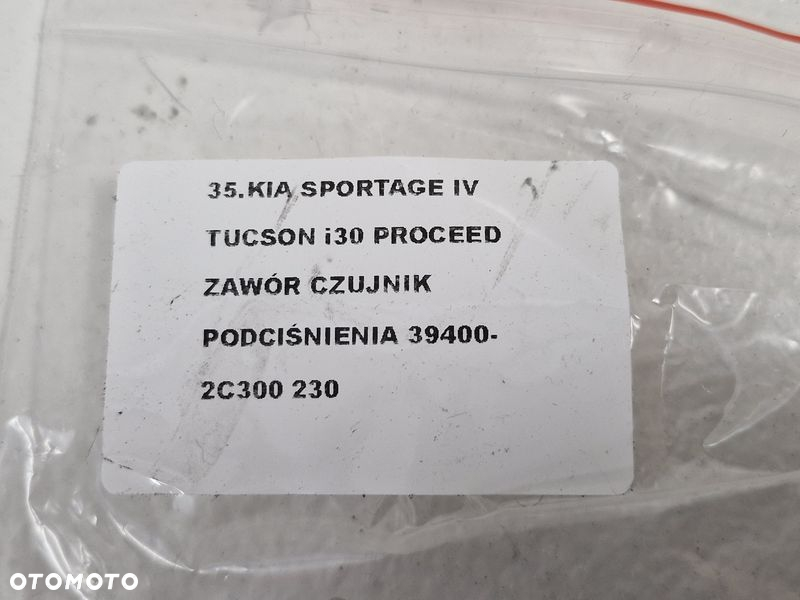 35.KIA SPORTAGE IV
TUCSON i30 PROCEED
ZAWÓR CZUJNIK
PODCIŚNIENIA 39400-
2C300 230
OTOMOTO